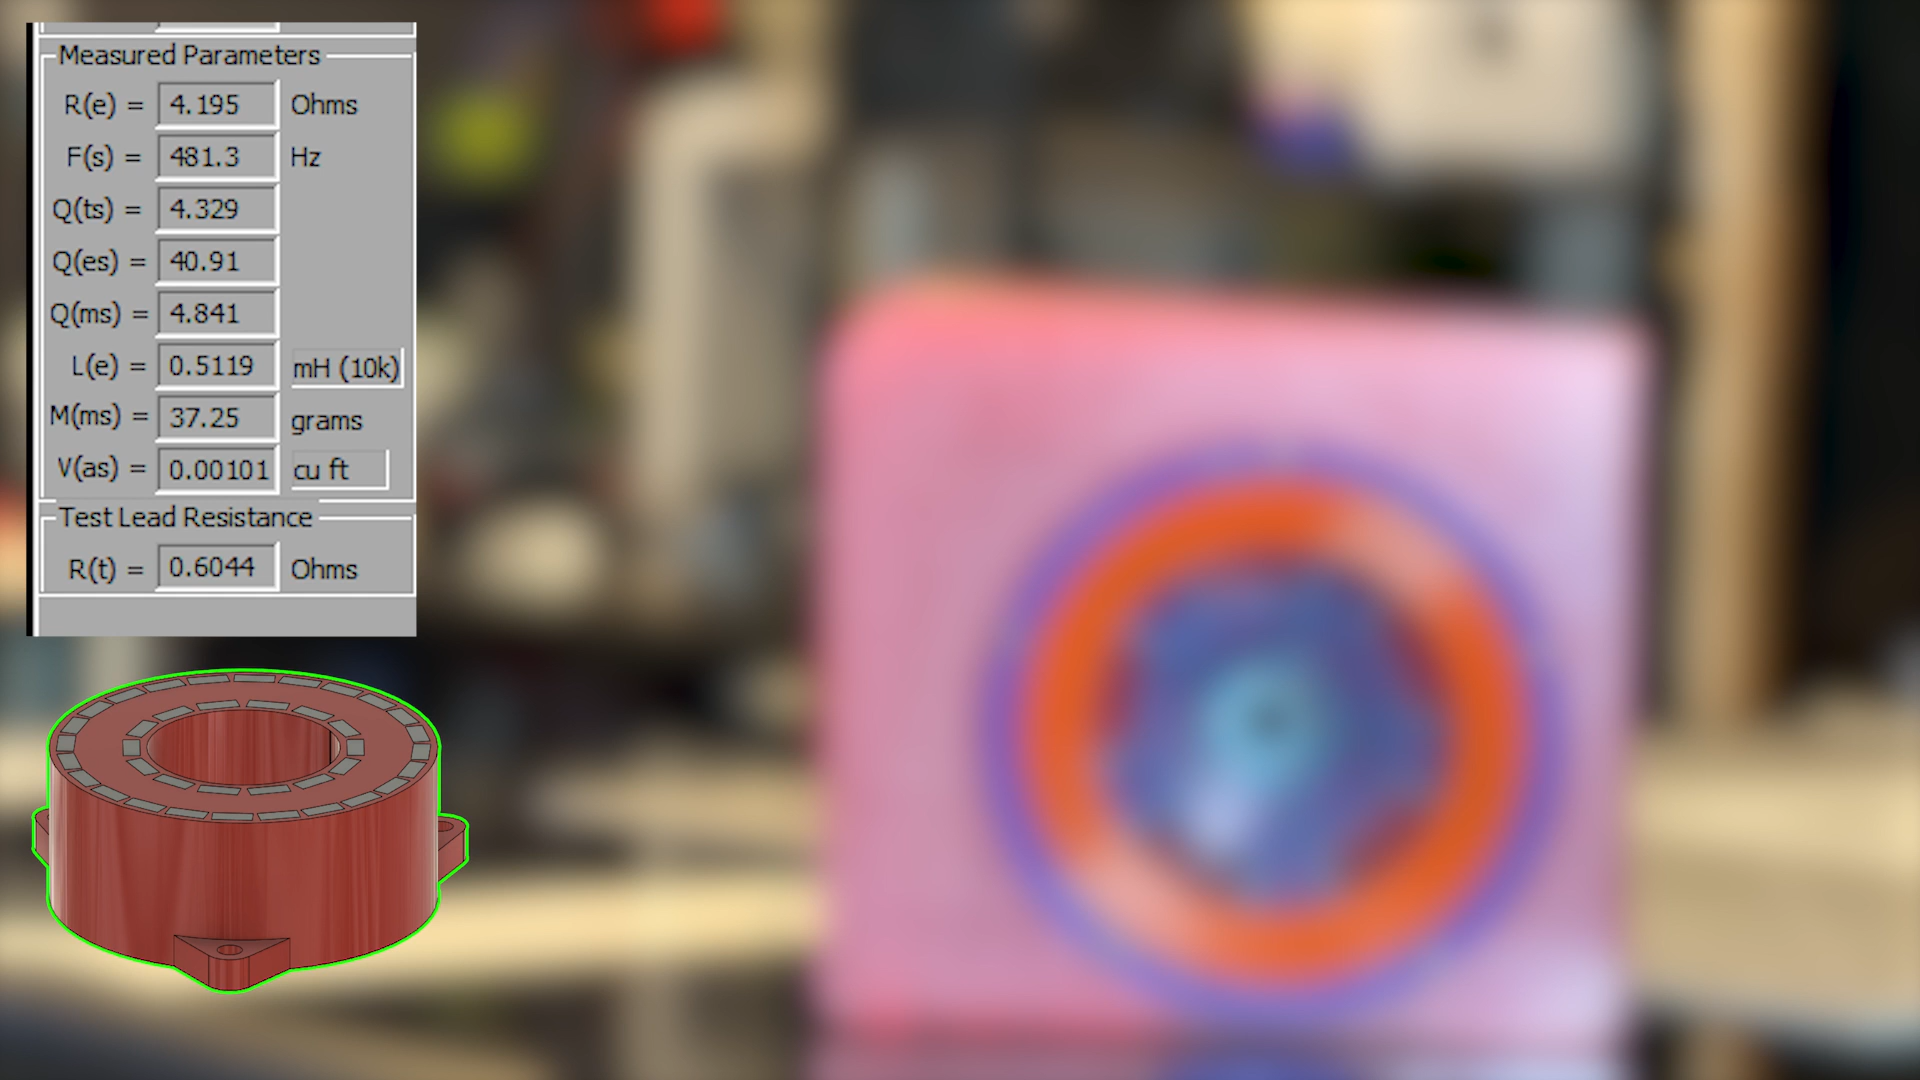 Measured Parameters
R(e) = 4.195 Ohms
F(s) = 481.3 Hz
Q(ts) = 4.329
Q(es) = 40.91
Q(ms) = 4.841
L(e) = 0.5119 mH (10k)
M(ms) = 37.25 grams
V(as) = 0.00101 cu ft
Test Lead Resistance
R(t) = 0.6044 Ohms